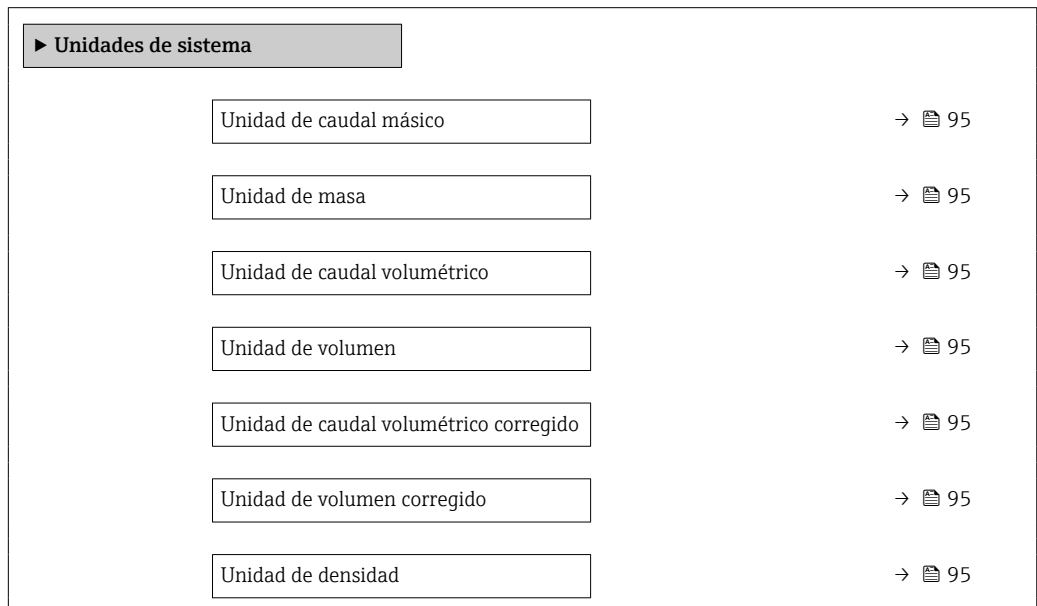 ▶ Unidades de sistema
Unidad de caudal másico → 95
Unidad de masa → 95
Unidad de caudal volumétrico → 95
Unidad de volumen → 95
Unidad de caudal volumétrico corregido → 95
Unidad de volumen corregido → 95
Unidad de densidad → 95